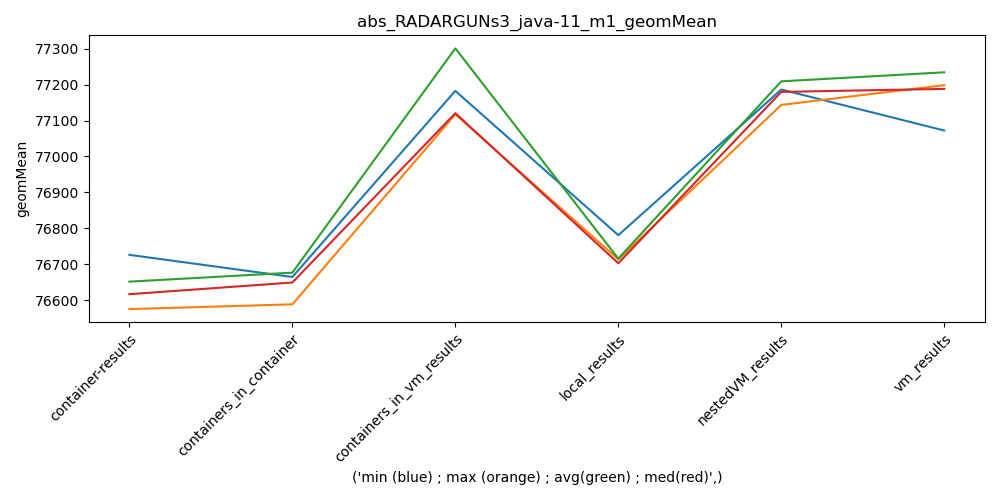 abs_RADARGUNs3_java-11_m1_geomMean
geomMean
77300
77200
77100
77000
76900
76800
76700
76600
container-results
containers_in_container
containers_in_vm_results
local_results
nestedVM_results
vm_results
('min (blue) ; max (orange) ; avg(green) ; med(red)',)